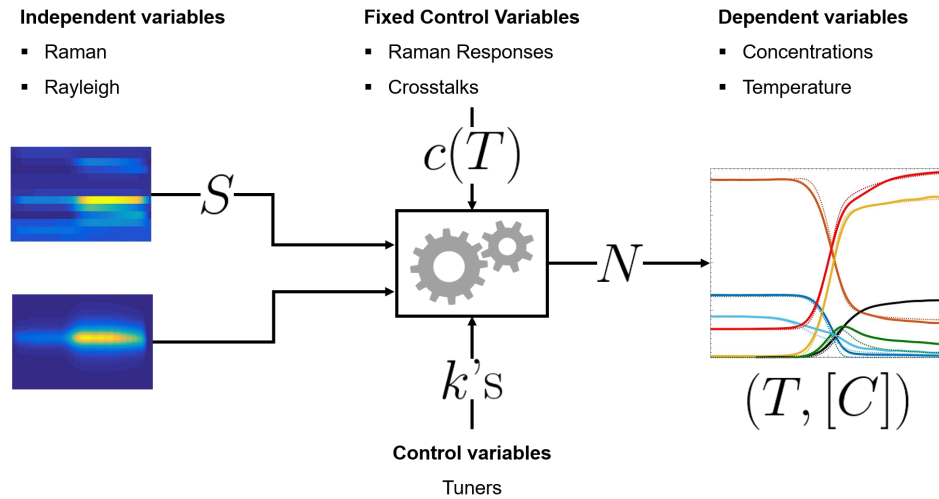 Independent variables
▪ Raman
▪ Rayleigh
Fixed Control Variables
▪ Raman Responses
▪ Crosstalks
Dependent variables
▪ Concentrations
▪ Temperature
c(T)
S
N
k's
(T, [C])
Control variables
Tuners